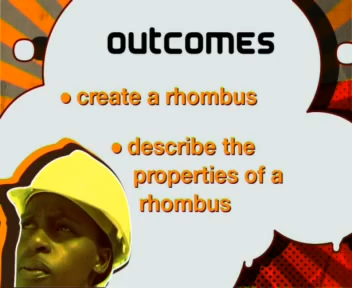 outcomes
• create a rhombus
• describe the
properties of a
rhombus